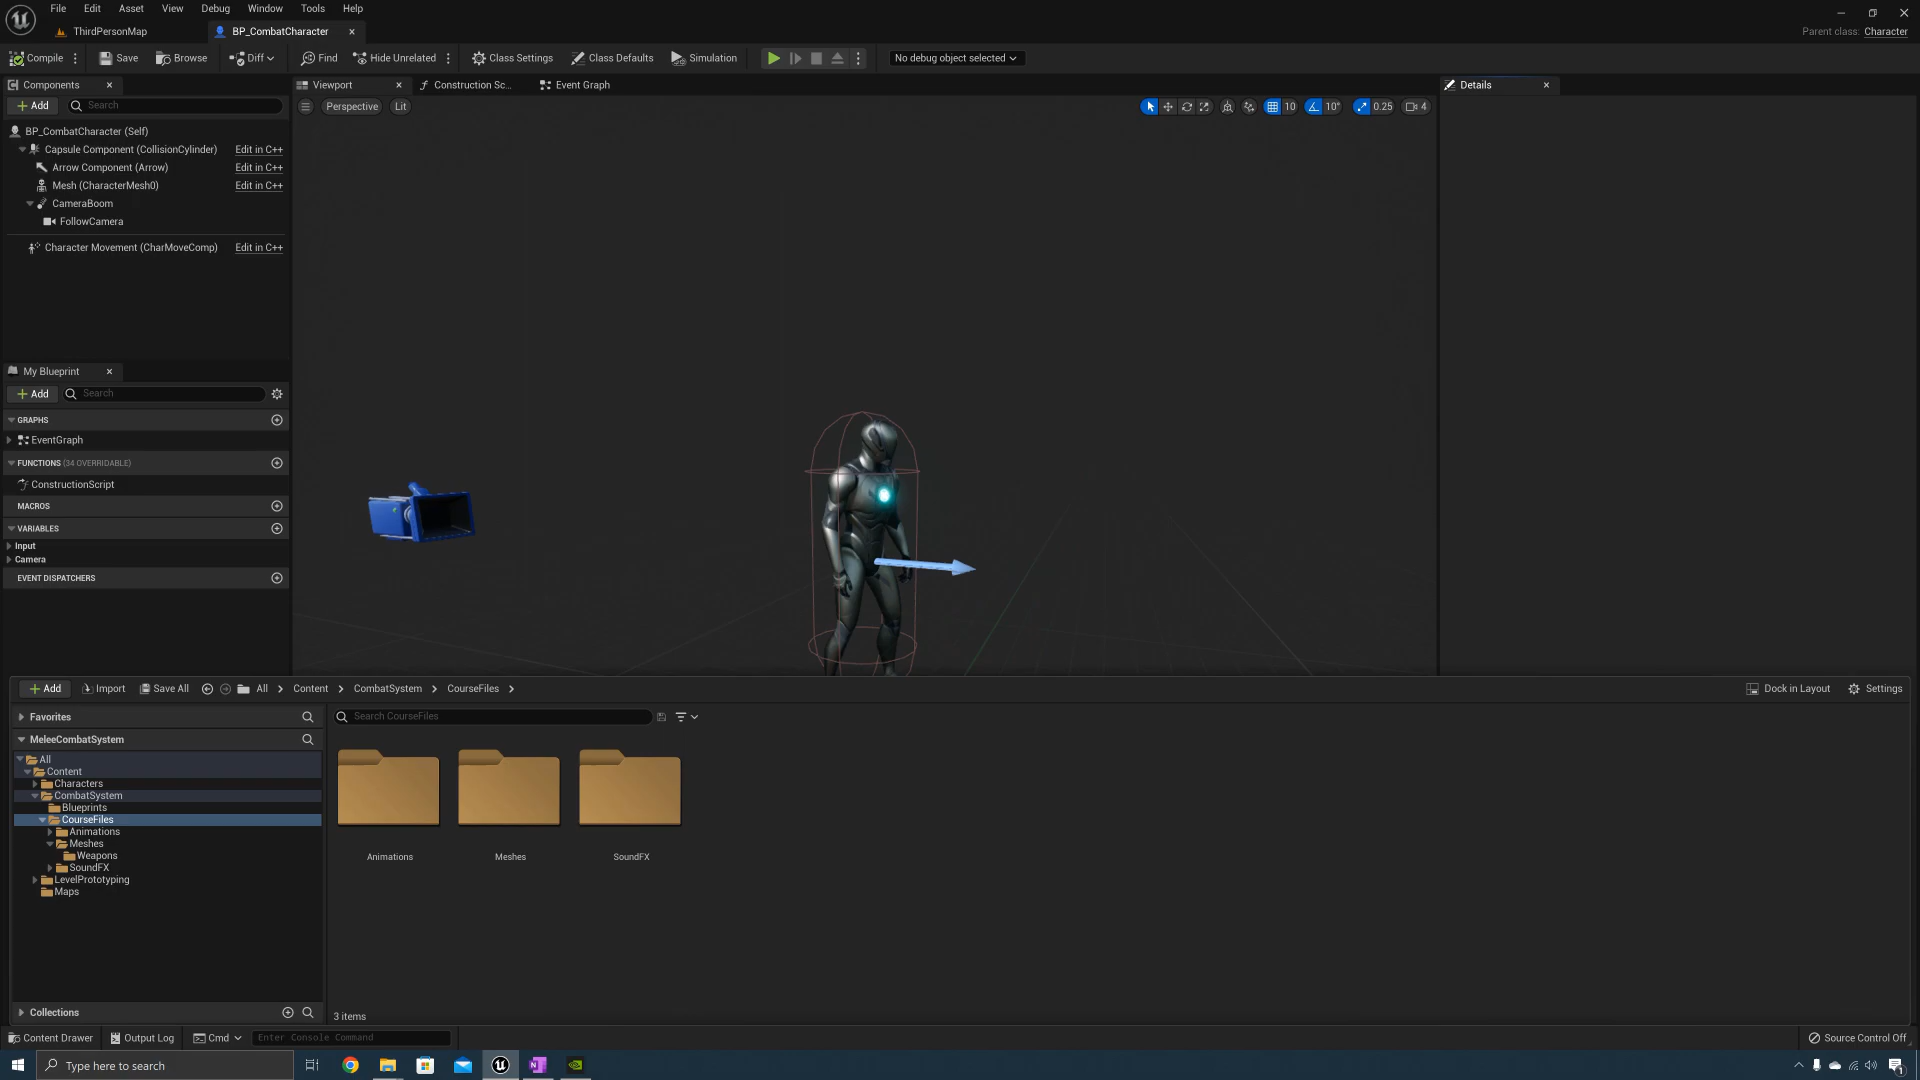 File Edit Asset View Debug Window Tools Help
ThirdPersonMap
BP_CombatCharacter
Parent class: Character
Compile Save Browse Diff Find Hide Unrelated Class Settings Class Defaults Simulation No debug object selected
Components
Viewport
Construction Sc...
Event Graph
Details
Add Search
Perspective Lit 10 10° 0.25 4
BP_CombatCharacter (Self)
Capsule Component (CollisionCylinder) Edit in C++
Arrow Component (Arrow) Edit in C++
Mesh (CharacterMesh0) Edit in C++
CameraBoom
FollowCamera
Character Movement (CharMoveComp) Edit in C++
My Blueprint
Add Search
GRAPHS
EventGraph
FUNCTIONS (34 OVERRIDABLE)
ConstructionScript
MACROS
VARIABLES
Input
Camera
EVENT DISPATCHERS
Add Import Save All All Content CombatSystem CourseFiles Dock in Layout Settings
Favorites
Search CourseFiles
MeleeCombatSystem
All
Content
Characters
CombatSystem
Blueprints
CourseFiles
Animations
Meshes
Weapons
SoundFX
LevelPrototyping
Maps
Animations Meshes SoundFX
Collections
3 items
Content Drawer Output Log Cmd Enter Console Command Source Control Off
Type here to search